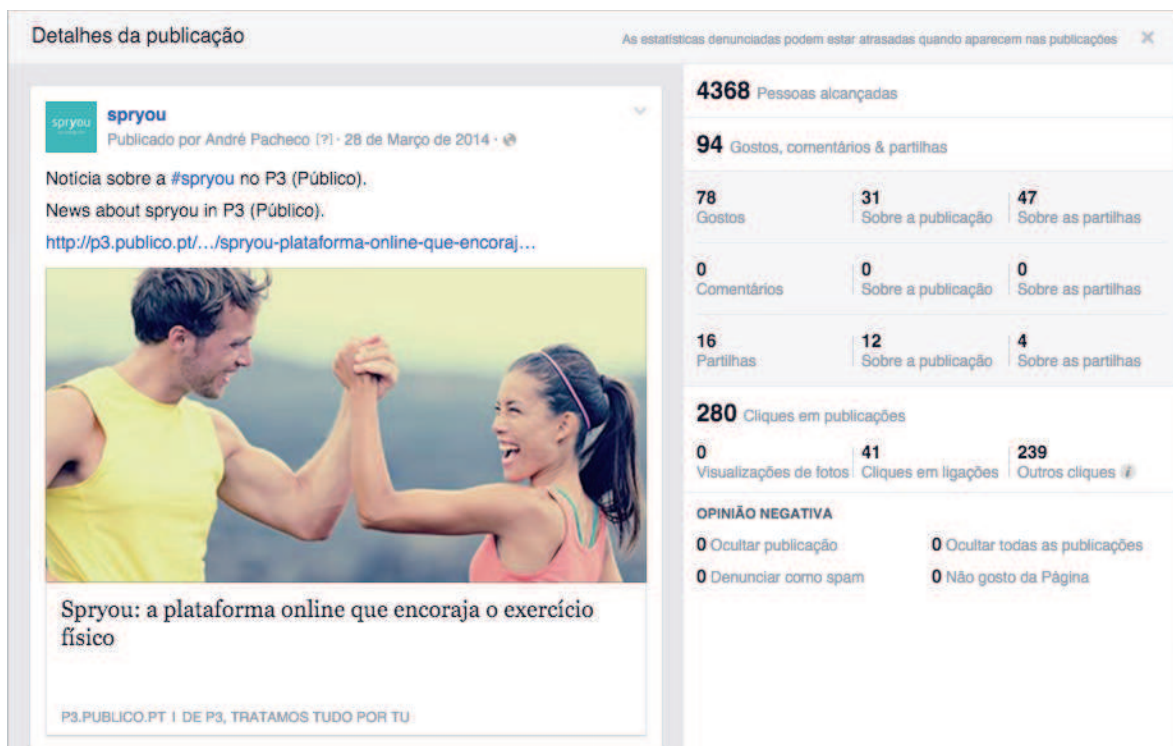 Detalhes da publicação
As estatísticas denunciadas podem estar atrasadas quando aparecem nas publicações
spryou
spryou
Publicado por André Pacheco [?] · 28 de Março de 2014 ·
Notícia sobre a #spryou no P3 (Público).
News about spryou in P3 (Público).
http://p3.publico.pt/.../spryou-plataforma-online-que-encoraj...
Spryou: a plataforma online que encoraja o exercício
físico
P3.PUBLICO.PT | DE P3, TRATAMOS TUDO POR TU
4368 Pessoas alcançadas
94 Gostos, comentários & partilhas
78 31 47
Gostos Sobre a publicação Sobre as partilhas
0 0 0
Comentários Sobre a publicação Sobre as partilhas
16 12 4
Partilhas Sobre a publicação Sobre as partilhas
280 Cliques em publicações
0 41 239
Visualizações de fotos Cliques em ligações Outros cliques i
OPINIÃO NEGATIVA
0 Ocultar publicação 0 Ocultar todas as publicações
0 Denunciar como spam 0 Não gosto da Página